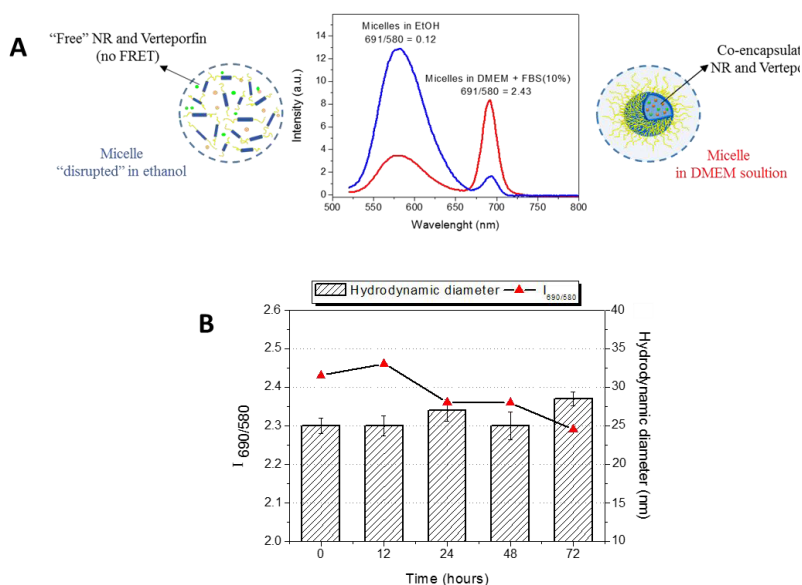 A
"Free" NR and Verteporfin
(no FRET)
Micelle
"disrupted" in ethanol
Micelles in EtOH
691/580 = 0.12
Micelles in DMEM + FBS(10%)
691/580 = 2.43
Intensity (a.u.)
14
12
10
8
6
4
2
0
500 550 600 650 700 750 800
Wavelenght (nm)
Co-encapsulat
NR and Vertepo
Micelle
in DMEM soultion
B
Hydrodynamic diameter I 690/580
I 690/580
2.6
2.5
2.4
2.3
2.2
2.1
2.0
40
35
30
25
20
15
10
Hydrodynamic diameter (nm)
0 12 24 48 72
Time (hours)